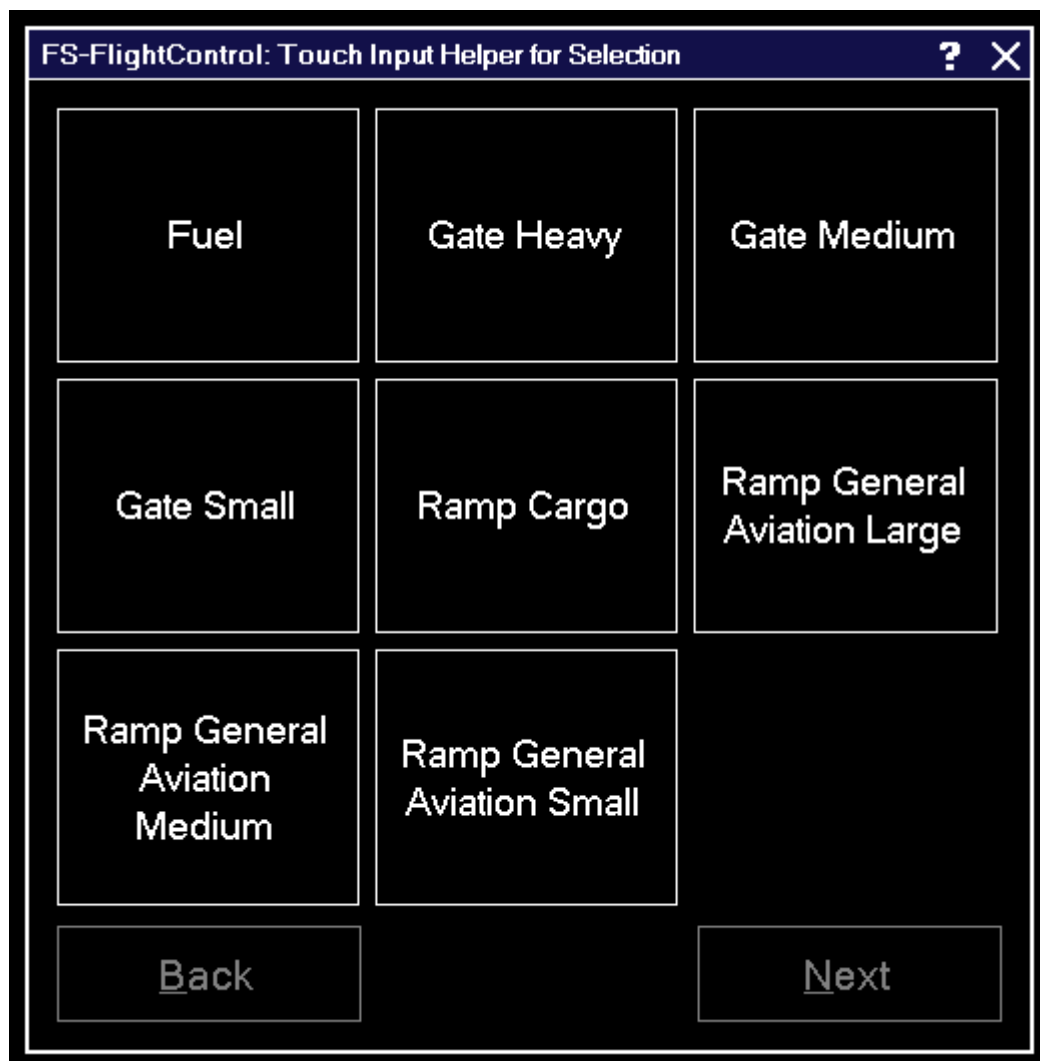 FS-FlightControl: Touch Input Helper for Selection ? X
Fuel
Gate Heavy
Gate Medium
Gate Small
Ramp Cargo
Ramp General
Aviation Large
Ramp General
Aviation
Medium
Ramp General
Aviation Small
Back
Next